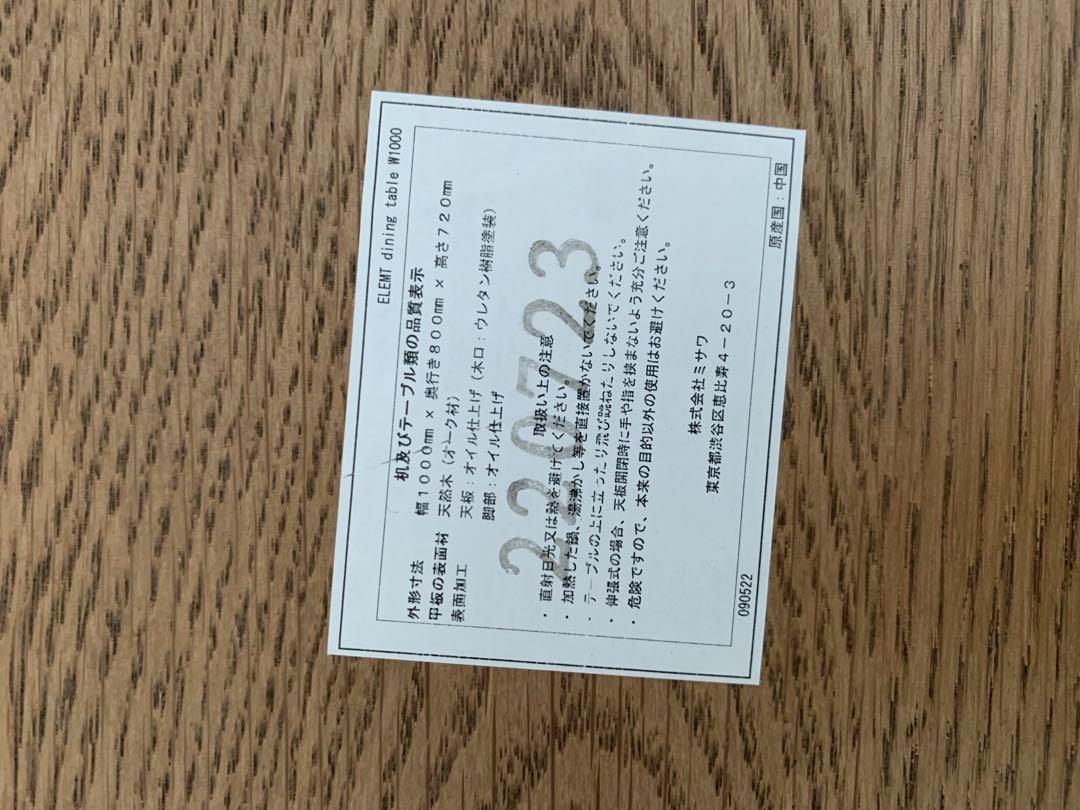 ELEMT dining table W1000
机及びテーブル類の品質表示
外形寸法 幅1000mm × 奥行き800mm × 高さ720mm
甲板の表面材 天然木(オーク材)
表面加工 天板:オイル仕上げ(木口:ウレタン樹脂塗装)
脚部:オイル仕上げ
220723
取扱い上の注意
・直射日光又は熱を避けてください。
・加熱した鍋、湯沸かし等を直接置かないでください。
・テーブルの上に立ったり飛び跳ねたりしないでください。
・伸張式の場合、天板開閉時に手や指を挟まないよう充分ご注意ください。
・危険ですので、本来の目的以外の使用はお避けください。
株式会社ミサワ
東京都渋谷区恵比寿4-20-3
090522
原産国:中国